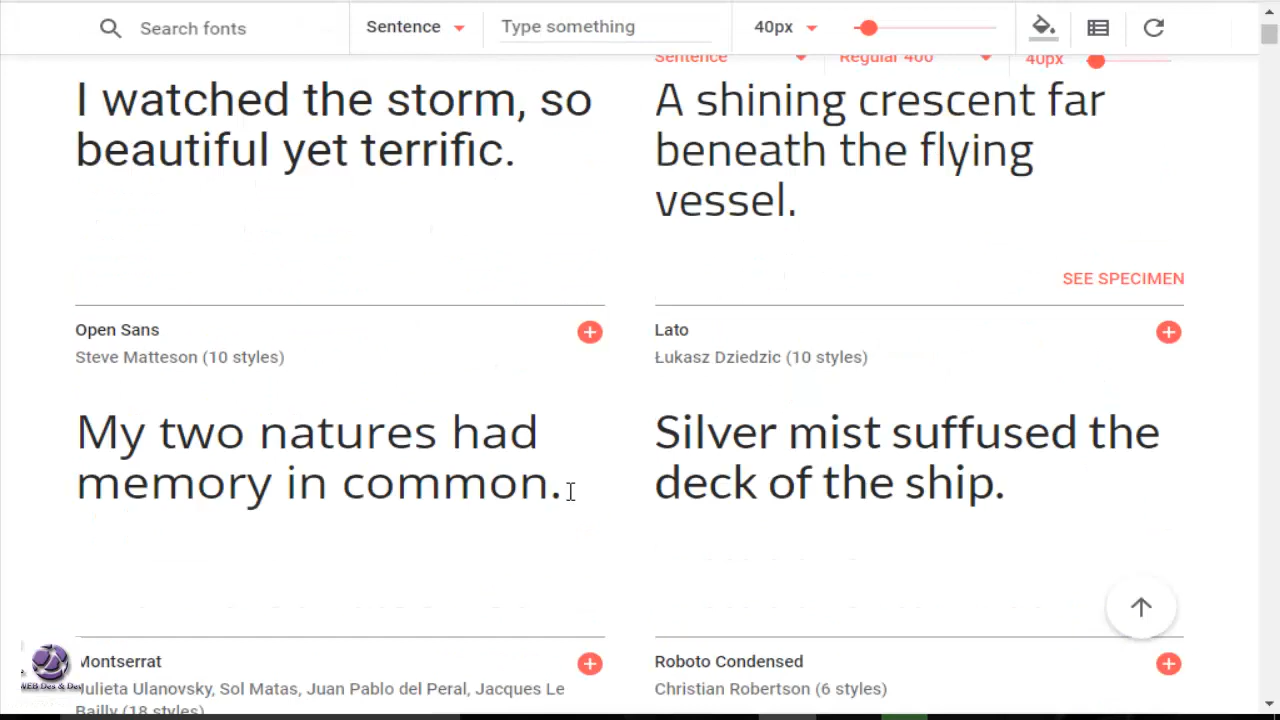 Search fonts
Sentence
Type something
40px
Sentence
Regular 400
40px
I watched the storm, so
beautiful yet terrific.
A shining crescent far
beneath the flying
vessel.
SEE SPECIMEN
Open Sans
Steve Matteson (10 styles)
Lato
Łukasz Dziedzic (10 styles)
My two natures had
memory in common.
Silver mist suffused the
deck of the ship.
Montserrat
Julieta Ulanovsky, Sol Matas, Juan Pablo del Peral, Jacques Le
Bailly (18 styles)
Roboto Condensed
Christian Robertson (6 styles)
WEB Des & Dev